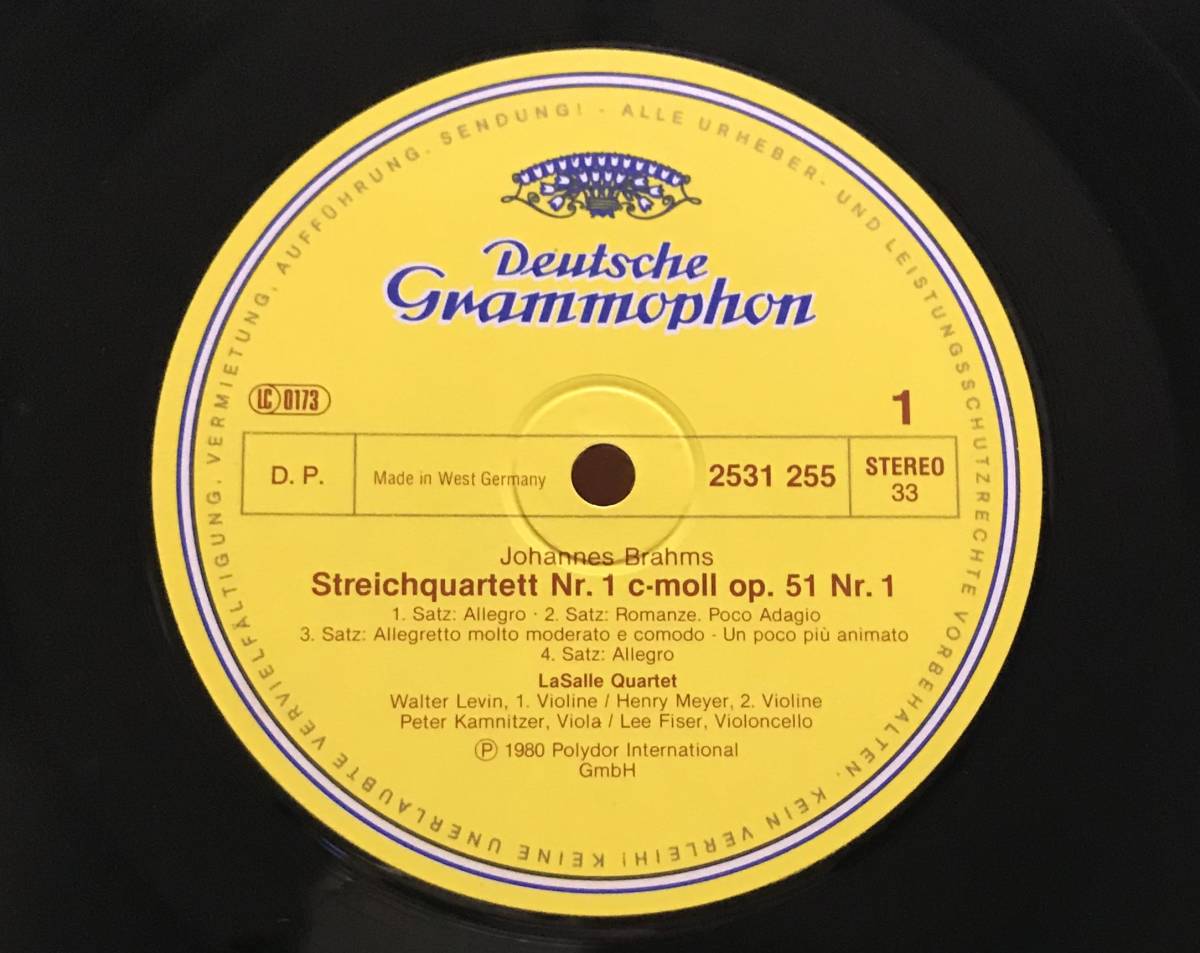 ALLE URHEBER- UND LEISTUNGSSCHUTZRECHTE VORBEHALTEN. KEIN VERLEIH! KEINE UNERLAUBTE VERVIELFÄLTIGUNG, VERMIETUNG, AUFFÜHRUNG, SENDUNG! -
Deutsche
Grammophon
LC 0173
1
D. P.
Made in West Germany
2531 255
STEREO
33
Johannes Brahms
Streichquartett Nr. 1 c-moll op. 51 Nr. 1
1. Satz: Allegro · 2. Satz: Romanze. Poco Adagio
3. Satz: Allegretto molto moderato e comodo - Un poco più animato
4. Satz: Allegro
LaSalle Quartet
Walter Levin, 1. Violine / Henry Meyer, 2. Violine
Peter Kamnitzer, Viola / Lee Fiser, Violoncello
Ⓟ 1980 Polydor International
GmbH